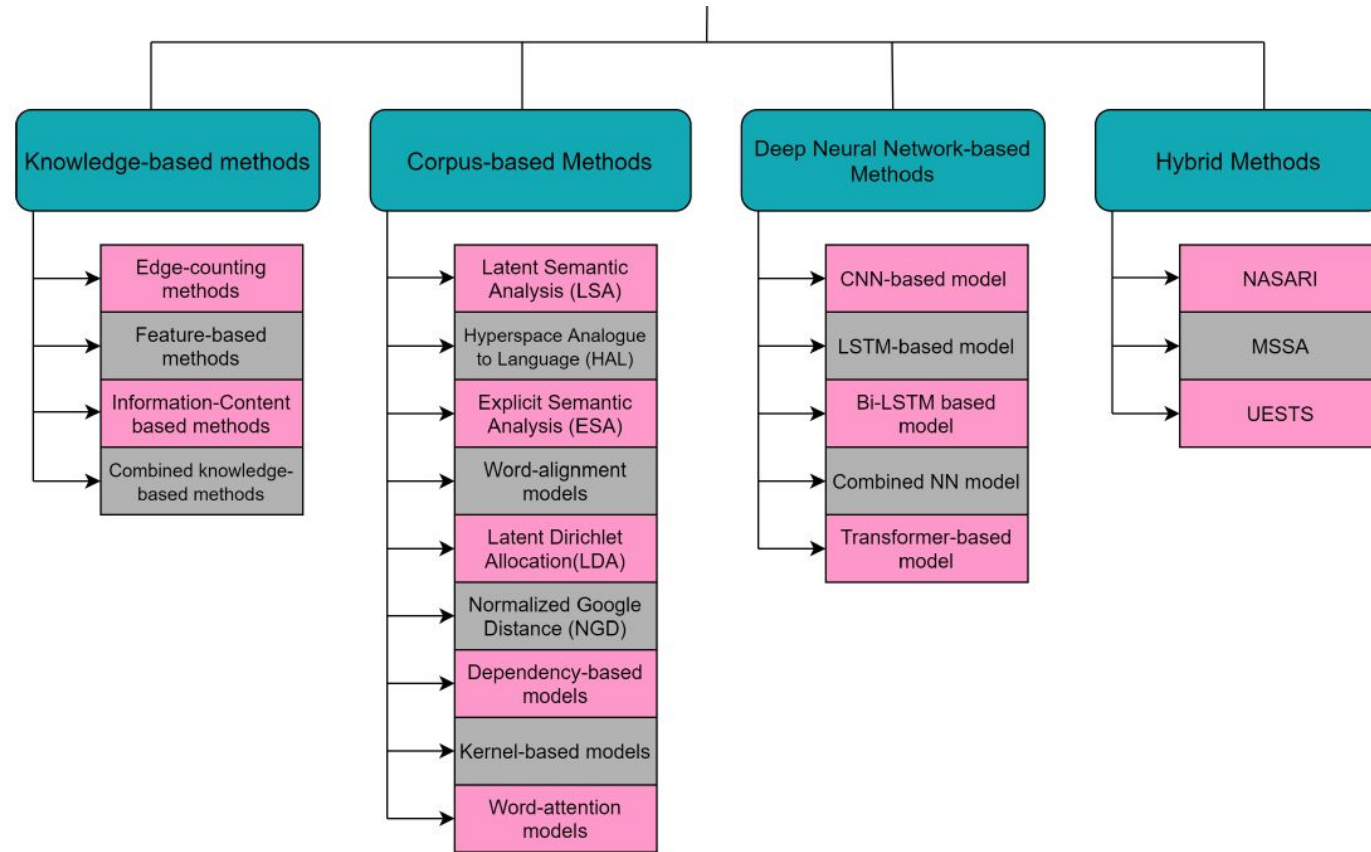 Knowledge-based methods
Edge-counting
methods
Feature-based
methods
Information-Content
based methods
Combined knowledge-
based methods
Corpus-based Methods
Latent Semantic
Analysis (LSA)
Hyperspace Analogue
to Language (HAL)
Explicit Semantic
Analysis (ESA)
Word-alignment
models
Latent Dirichlet
Allocation(LDA)
Normalized Google
Distance (NGD)
Dependency-based
models
Kernel-based models
Word-attention
models
Deep Neural Network-based
Methods
CNN-based model
LSTM-based model
Bi-LSTM based
model
Combined NN model
Transformer-based
model
Hybrid Methods
NASARI
MSSA
UESTS